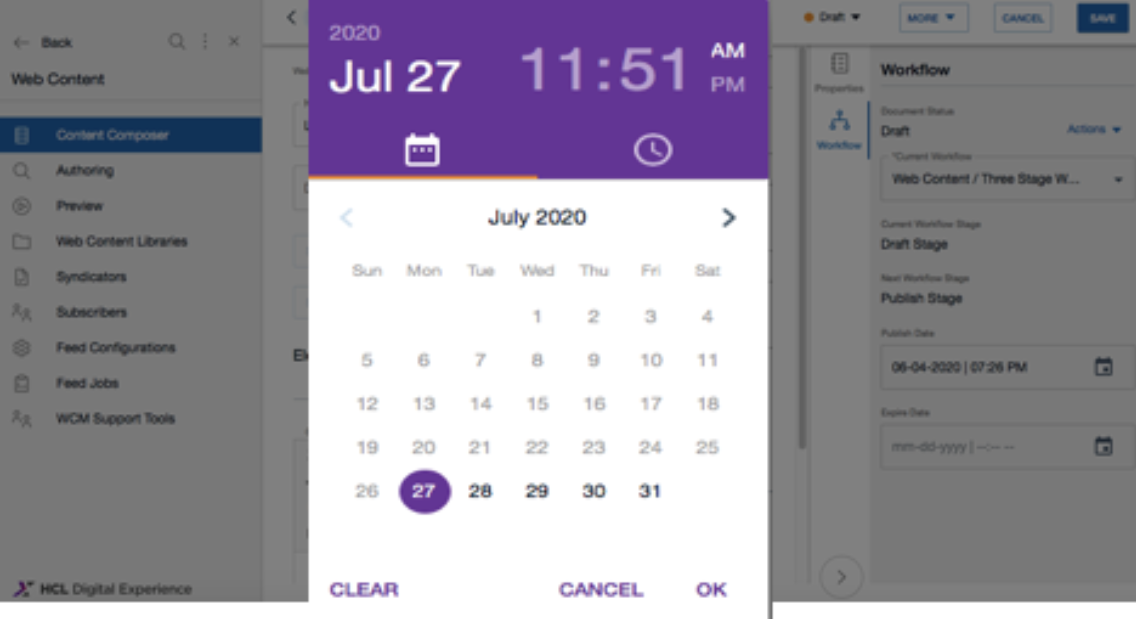 Back
Web Content
Content Composer
Authoring
Preview
Web Content Libraries
Syndicators
Subscribers
Feed Configurations
Feed Jobs
WCM Support Tools
HCL Digital Experience
2020
Jul 27
11:51
AM
PM
July 2020
Sun Mon Tue Wed Thu Fri Sat
1 2 3 4
5 6 7 8 9 10 11
12 13 14 15 16 17 18
19 20 21 22 23 24 25
26 27 28 29 30 31
CLEAR CANCEL OK
Draft MORE CANCEL SAVE
Properties
Workflow
Workflow
Document Status
Draft Actions
*Current Workflow
Web Content / Three Stage W...
Current Workflow Stage
Draft Stage
Next Workflow Stage
Publish Stage
Publish Date
06-04-2020 | 07:26 PM
Expire Date
mm-dd-yyyy | --:-- --